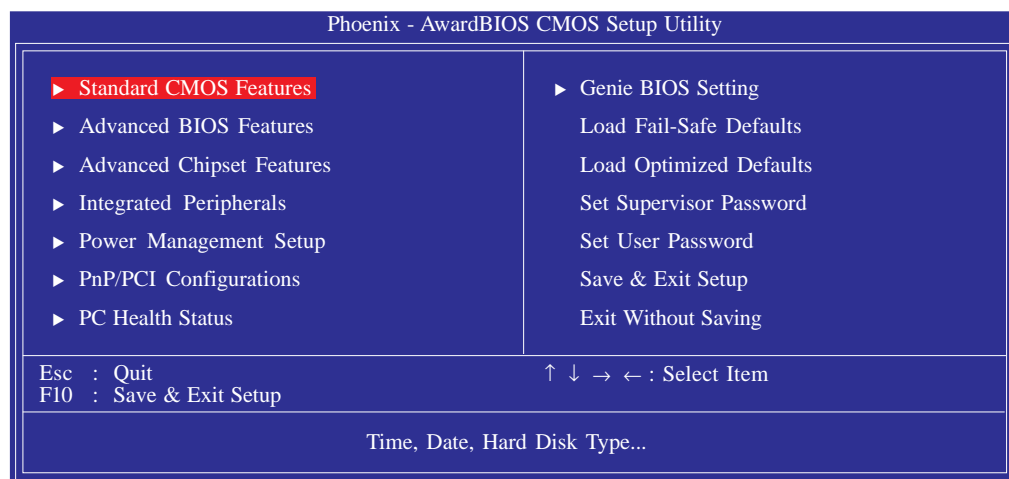 Phoenix - AwardBIOS CMOS Setup Utility
▶ Standard CMOS Features
▶ Advanced BIOS Features
▶ Advanced Chipset Features
▶ Integrated Peripherals
▶ Power Management Setup
▶ PnP/PCI Configurations
▶ PC Health Status
▶ Genie BIOS Setting
Load Fail-Safe Defaults
Load Optimized Defaults
Set Supervisor Password
Set User Password
Save & Exit Setup
Exit Without Saving
Esc : Quit
F10 : Save & Exit Setup
↑ ↓ → ← : Select Item
Time, Date, Hard Disk Type...